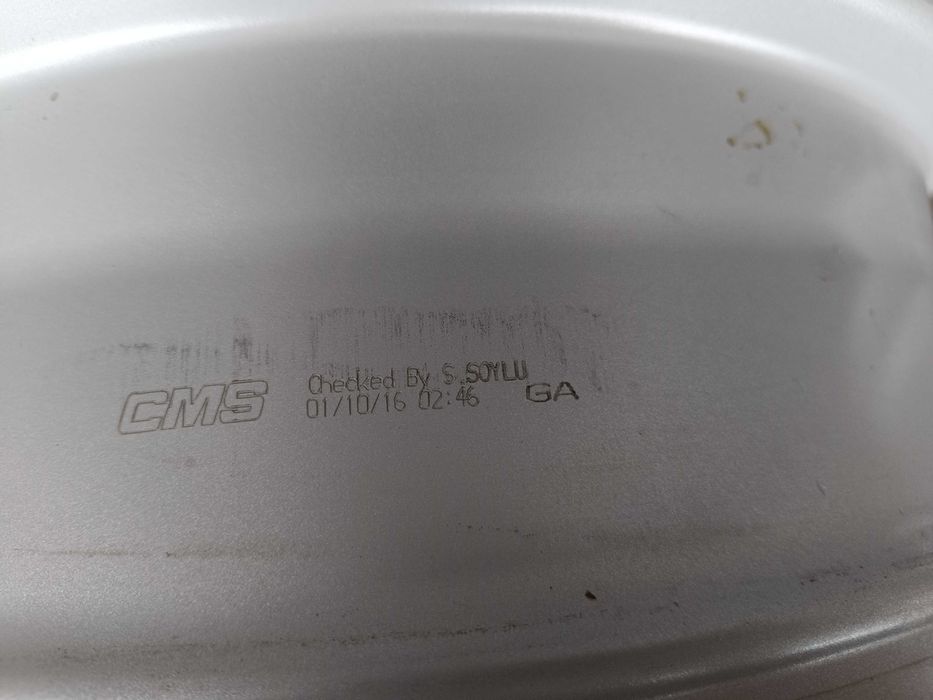 CMS
Checked By S.SOYLU
01/10/16 02:46
GA